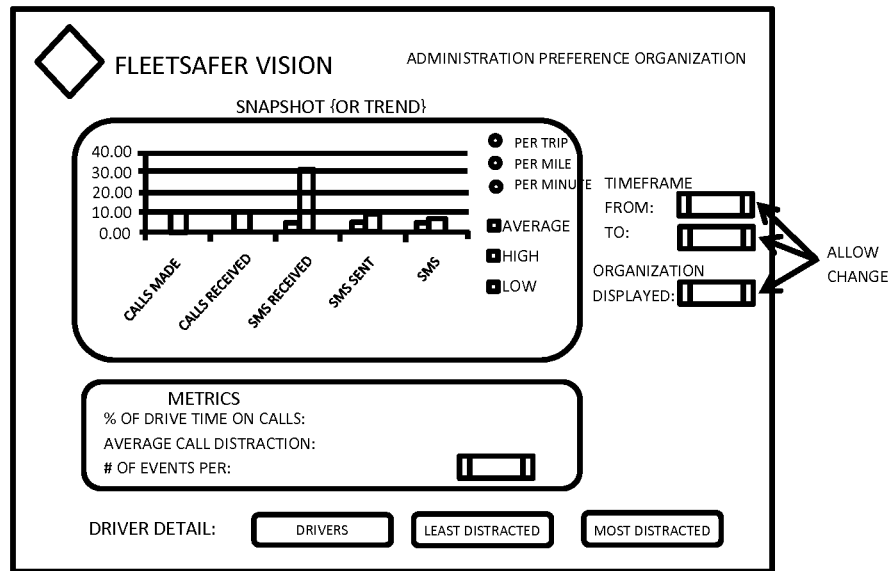 FLEETSAFER VISION
ADMINISTRATION PREFERENCE ORGANIZATION
SNAPSHOT {OR TREND}
40.00
30.00
20.00
10.00
0.00
CALLS MADE
CALLS RECEIVED
SMS RECEIVED
SMS SENT
SMS
PER TRIP
PER MILE
PER MINUTE
AVERAGE
HIGH
LOW
TIMEFRAME
FROM:
TO:
ORGANIZATION
DISPLAYED:
ALLOW
CHANGE
METRICS
% OF DRIVE TIME ON CALLS:
AVERAGE CALL DISTRACTION:
# OF EVENTS PER:
DRIVER DETAIL:
DRIVERS
LEAST DISTRACTED
MOST DISTRACTED